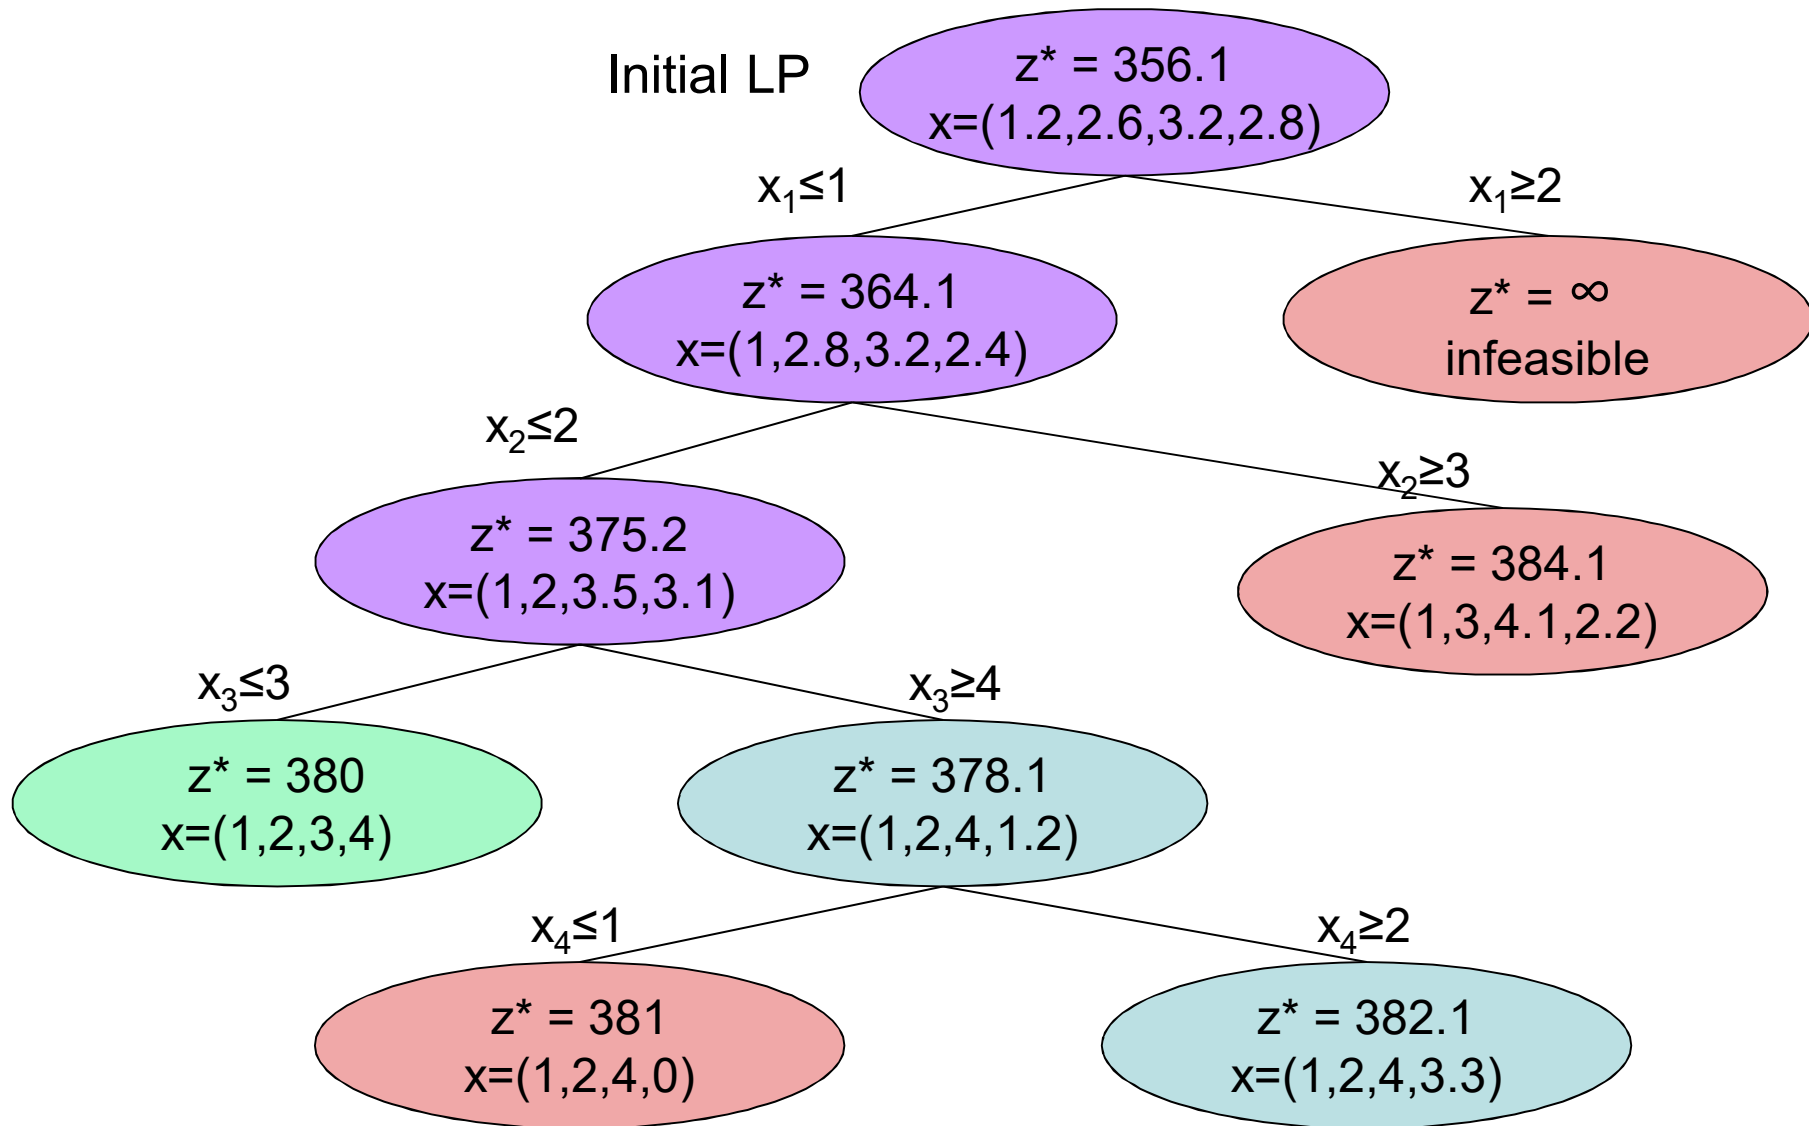 Initial LP
z* = 356.1
x=(1.2,2.6,3.2,2.8)
x₁≤1
x₁≥2
z* = 364.1
x=(1,2.8,3.2,2.4)
z* = ∞
infeasible
x₂≤2
x₂≥3
z* = 375.2
x=(1,2,3.5,3.1)
z* = 384.1
x=(1,3,4.1,2.2)
x₃≤3
x₃≥4
z* = 380
x=(1,2,3,4)
z* = 378.1
x=(1,2,4,1.2)
x₄≤1
x₄≥2
z* = 381
x=(1,2,4,0)
z* = 382.1
x=(1,2,4,3.3)